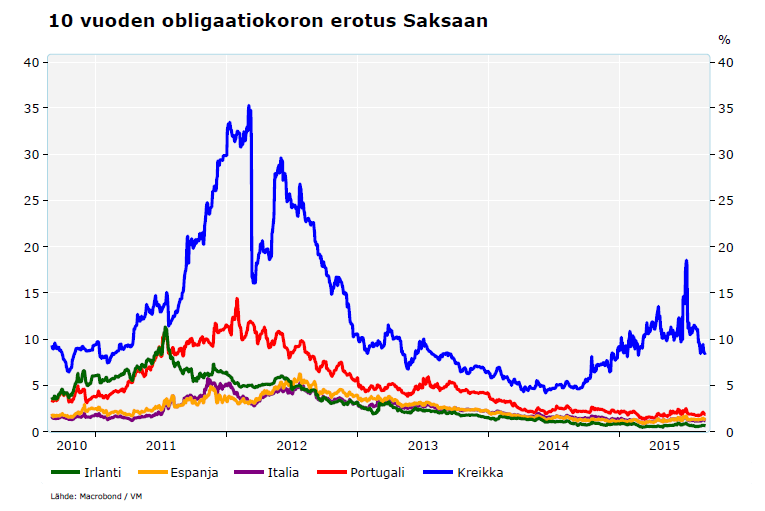 10 vuoden obligaatiokoron erotus Saksaan
%
40 40
35 35
30 30
25 25
20 20
15 15
10 10
5 5
0 0
2010 2011 2012 2013 2014 2015
Irlanti Espanja Italia Portugali Kreikka
Lähde: Macrobond / VM